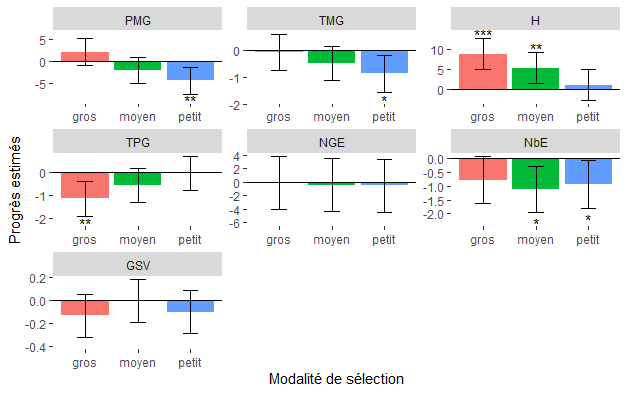 PMG TMG H
5
0
-5
**
gros moyen petit
0
-1
-2
*
gros moyen petit
***
**
10
5
0
gros moyen petit
TPG NGE NbE
0
-1
-2
**
gros moyen petit
4
2
0
-2
-4
-6
gros moyen petit
0.0
-0.5
-1.0
-1.5
-2.0
*
*
gros moyen petit
GSV
0.2
0.0
-0.2
-0.4
gros moyen petit
Progrès estimés
Modalité de sélection